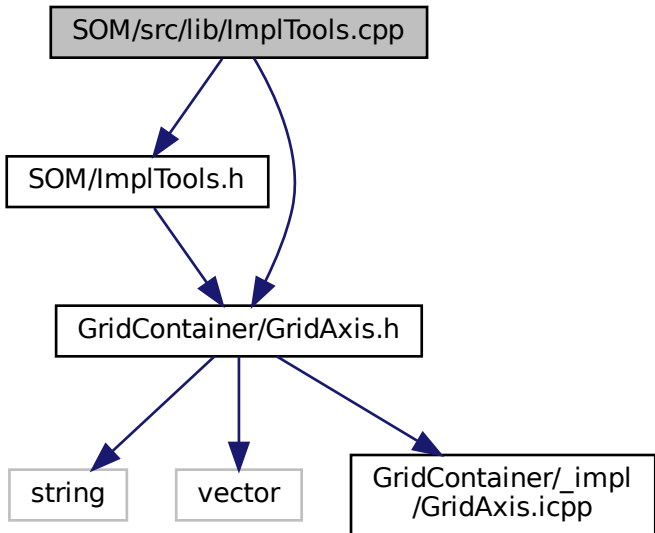 SOM/src/lib/ImplTools.cpp
SOM/ImplTools.h
GridContainer/GridAxis.h
string
vector
GridContainer/_impl
/GridAxis.icpp